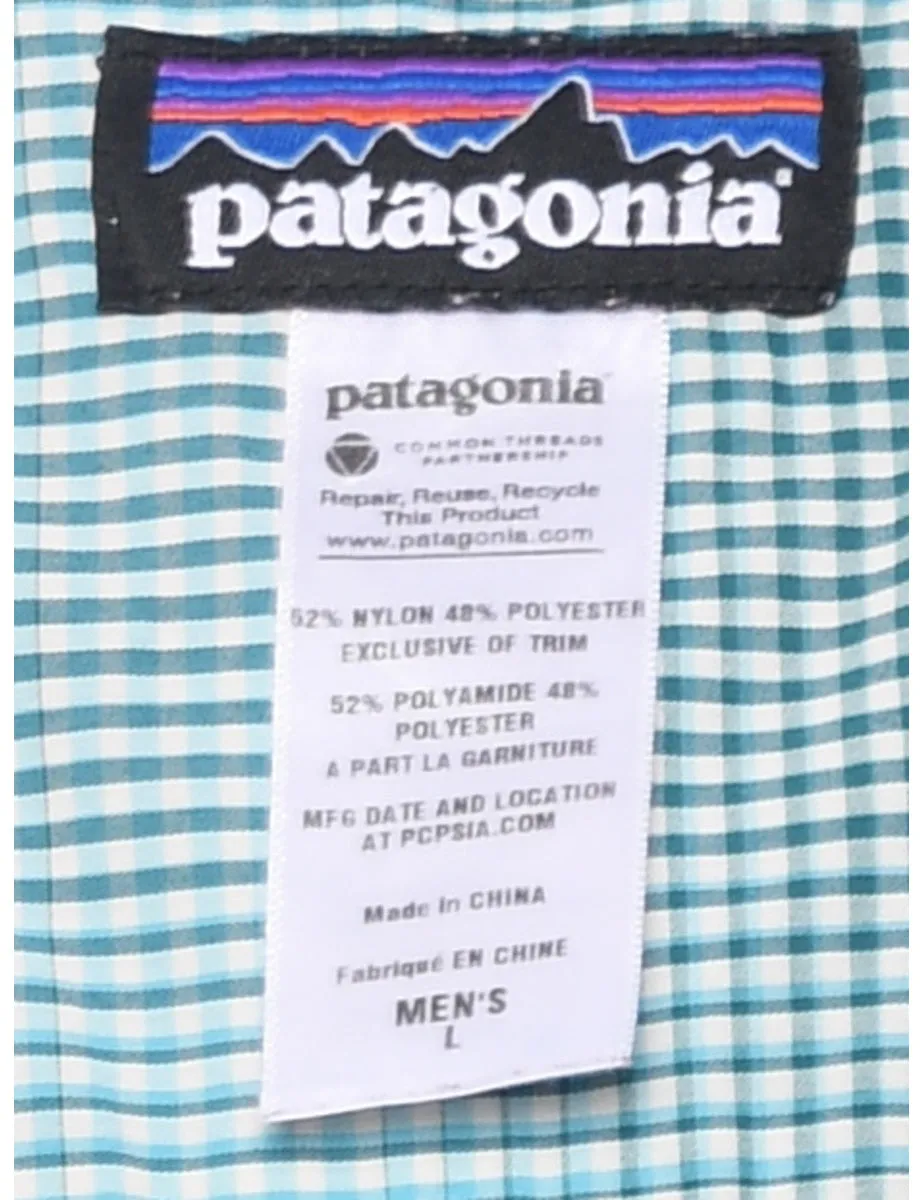 patagonia
patagonia
COMMON THREADS
PARTNERSHIP
Repair, Reuse, Recycle
This Product
www.patagonia.com
52% NYLON 48% POLYESTER
EXCLUSIVE OF TRIM
52% POLYAMIDE 48%
POLYESTER
A PART LA GARNITURE
MFG DATE AND LOCATION
AT PCPSIA.COM
Made in CHINA
Fabriqué EN CHINE
MEN'S
L